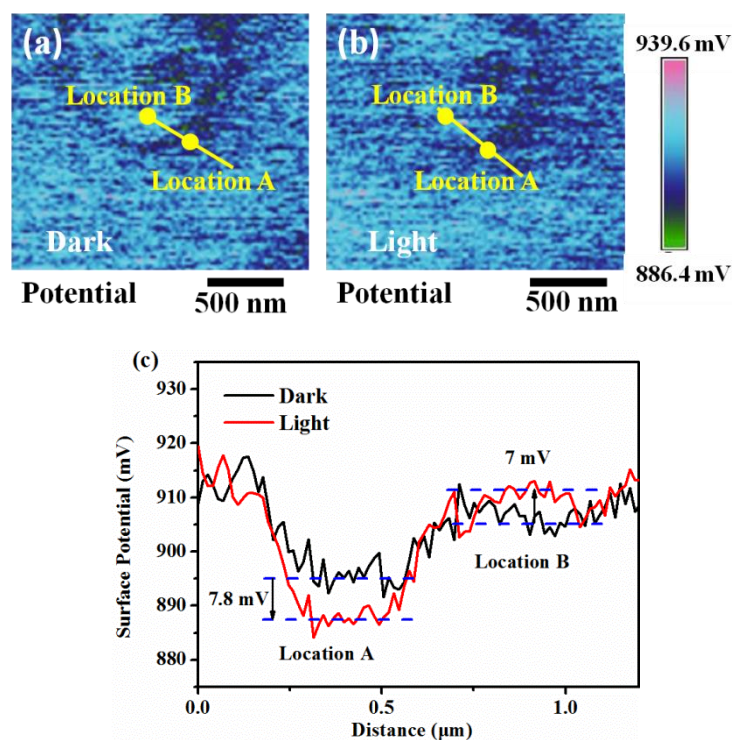 (a)
Location B
Location A
Dark
Potential
500 nm
(b)
Location B
Location A
Light
Potential
500 nm
939.6 mV
886.4 mV
(c)
Dark
Light
7 mV
Location B
7.8 mV
Location A
Surface Potential (mV)
930
920
910
900
890
880
0.0
0.5
1.0
Distance (μm)